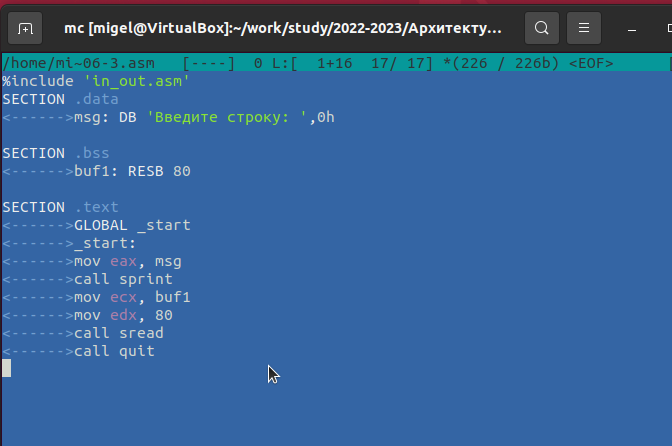 mc [migel@VirtualBox]:~/work/study/2022-2023/Архитекту...
/home/mi~06-3.asm   [----]  0 L:[  1+16  17/ 17] *(226 / 226b) <EOF>
%include 'in_out.asm'
SECTION .data
<------>msg: DB 'Введите строку: ',0h
SECTION .bss
<------>buf1: RESB 80
SECTION .text
<------>GLOBAL _start
<------>_start:
<------>mov eax, msg
<------>call sprint
<------>mov ecx, buf1
<------>mov edx, 80
<------>call sread
<------>call quit